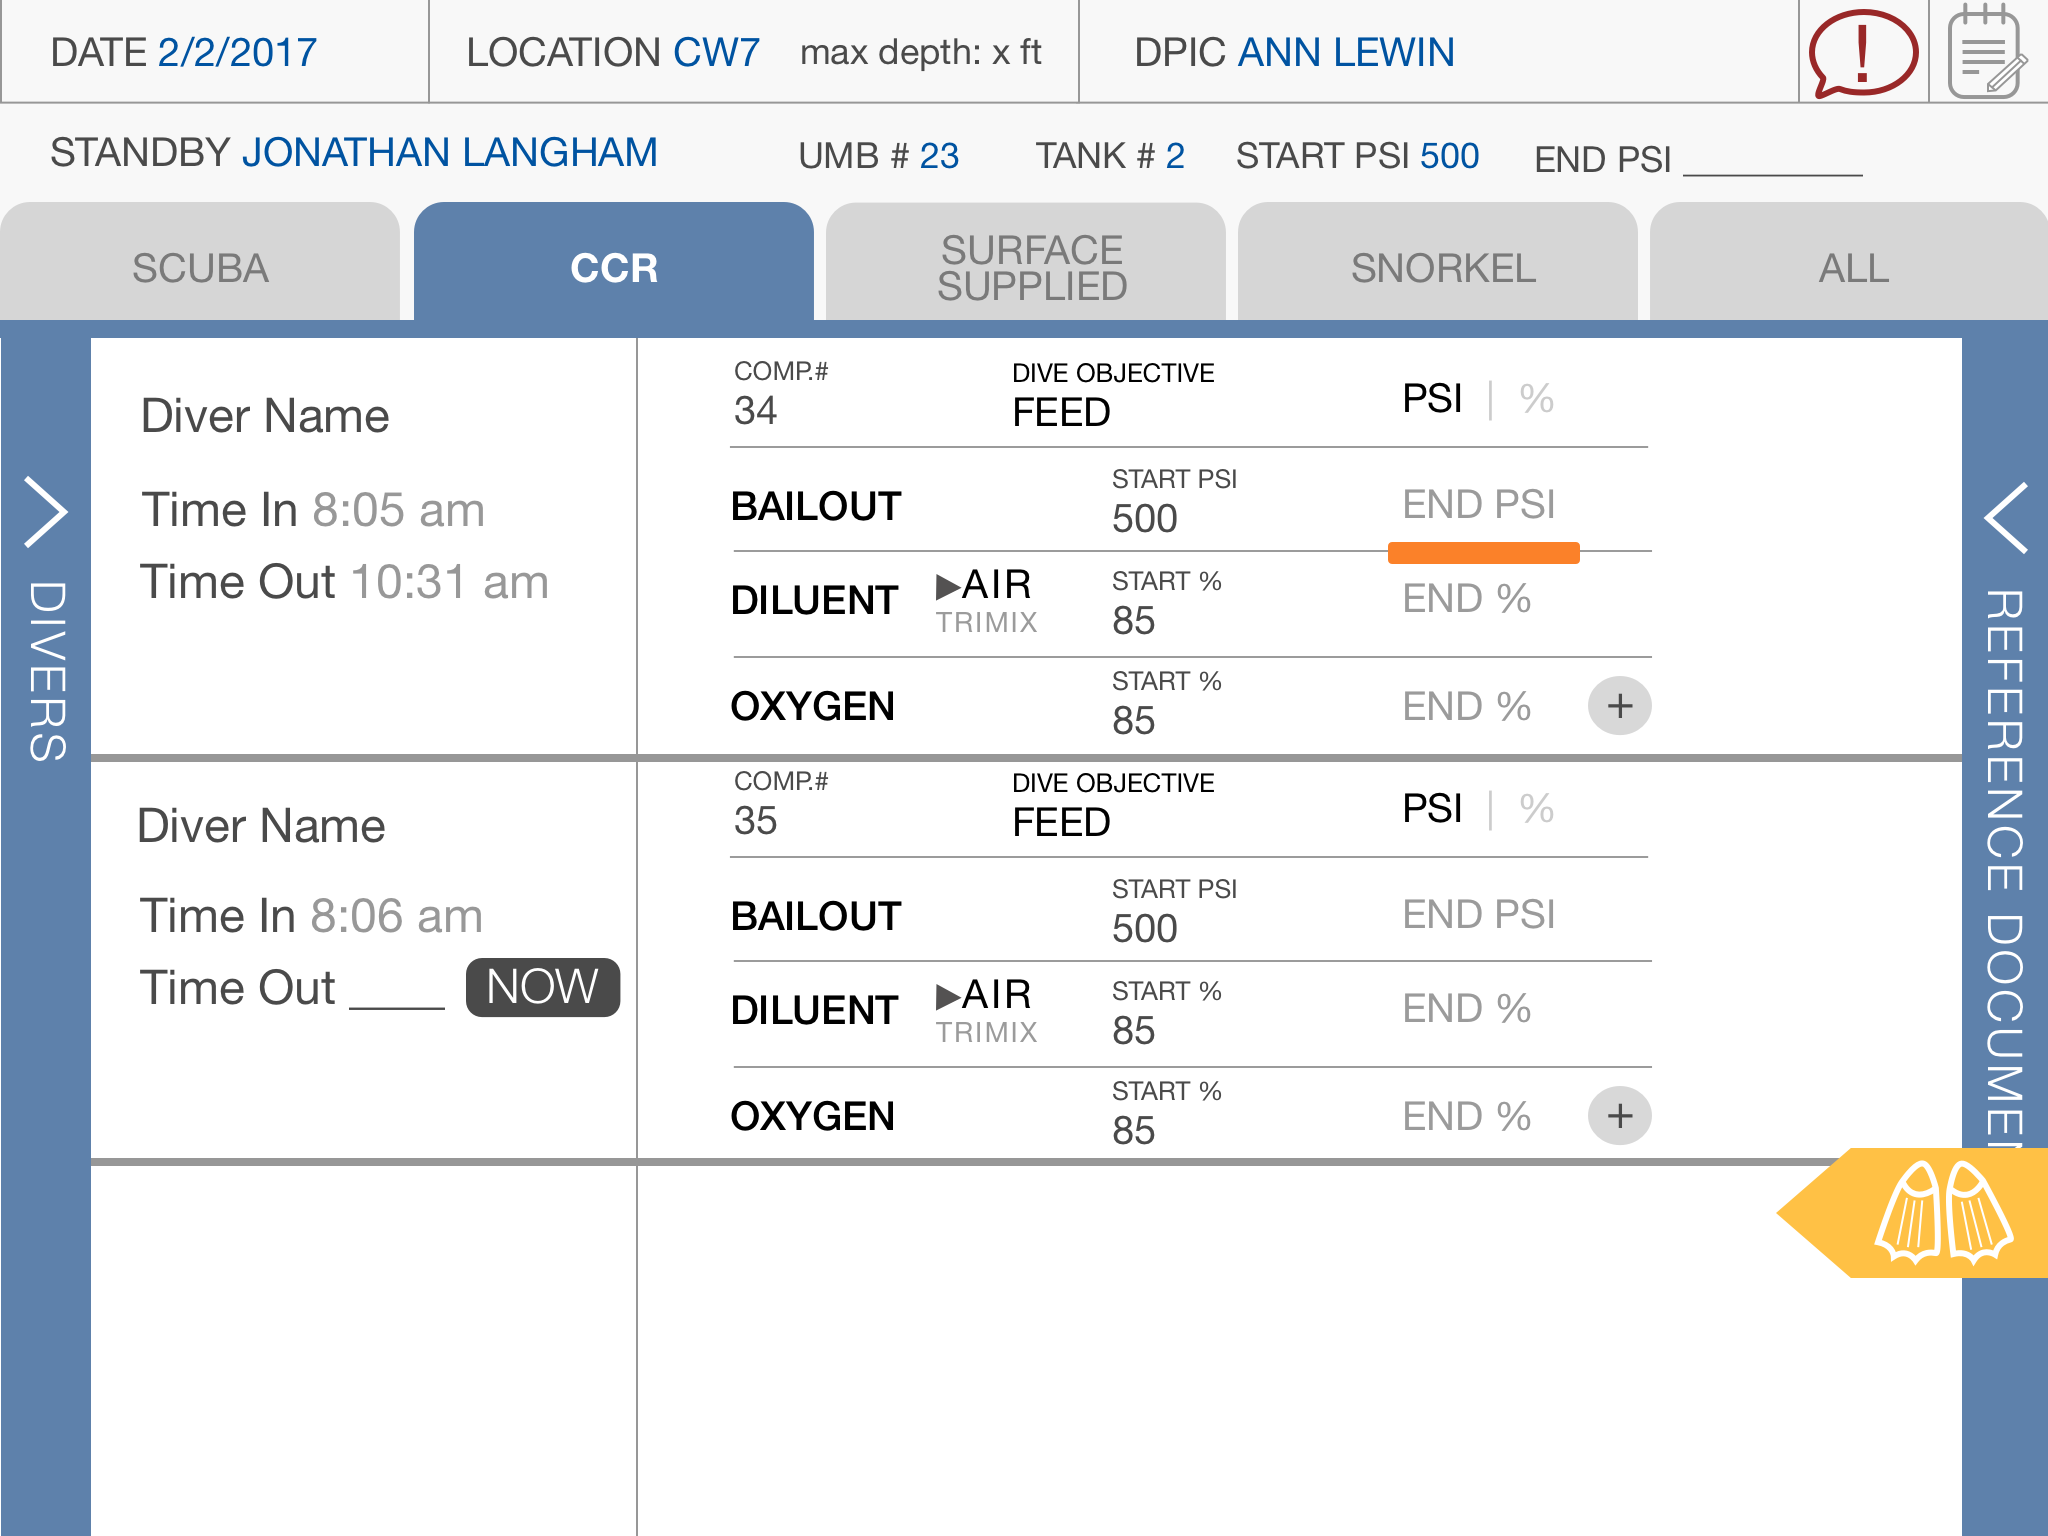 DATE 2/2/2017
LOCATION CW7 max depth: x ft
DPIC ANN LEWIN
!
STANDBY JONATHAN LANGHAM
UMB # 23
TANK # 2
START PSI 500
END PSI
SCUBA
CCR
SURFACE
SUPPLIED
SNORKEL
ALL
DIVERS
Diver Name
Time In 8:05 am
Time Out 10:31 am
COMP.#
34
DIVE OBJECTIVE
FEED
PSI | %
BAILOUT
START PSI
500
END PSI
DILUENT
▶AIR
TRIMIX
START %
85
END %
OXYGEN
START %
85
END %
+
Diver Name
Time In 8:06 am
Time Out ____ NOW
COMP.#
35
DIVE OBJECTIVE
FEED
PSI | %
BAILOUT
START PSI
500
END PSI
DILUENT
▶AIR
TRIMIX
START %
85
END %
OXYGEN
START %
85
END %
+
REFERENCE